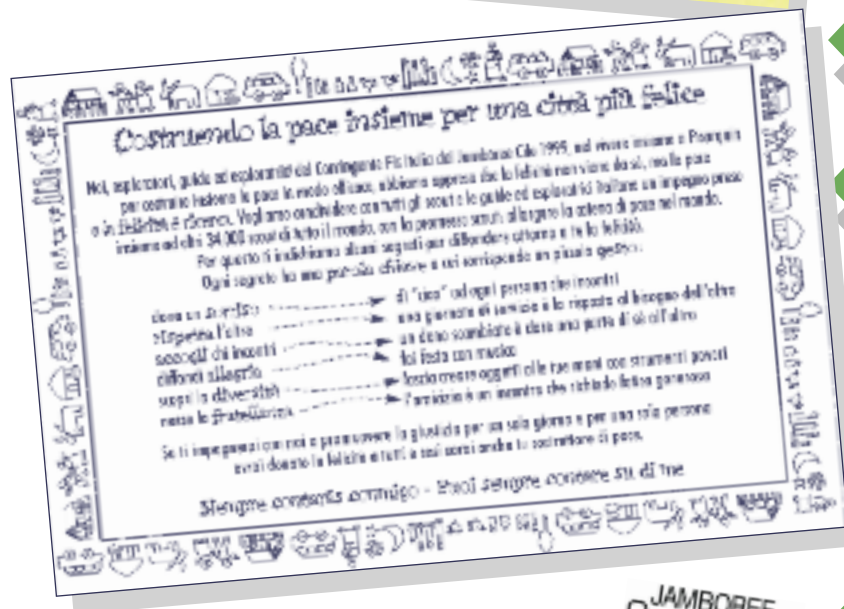 Costruendo la pace insieme per una città più felice
Noi, esploratori, guide ed esploranti del Contingente Fis Italia del Jamboree Cile 1999, nel vivere insieme a
per costruire insieme la pace in modo efficace, abbiamo appreso che la felicità non viene da sé, ma la pace
e la felicità è ricerca. Vogliamo condividere con tutti gli scout e le guide ed esploratrici italiane un impegno preso
insieme ad altri 34.000 scout di tutto il mondo, con la promessa scout: allargare la catena di pace nel mondo.
Per questo ti indichiamo alcuni segreti per diffondere attorno a te la felicità.
Ogni segreto ha una parola chiave a cui corrisponde un piccolo gesto:
dona un sorriso di "ciao" ad ogni persona che incontri
rispetta l'altro una giornata di servizio è la risposta al bisogno dell'altro
accogli chi incontri un dono scambiato è dare una parte di sé all'altro
diffondi allegria fai festa con musica
scopri la diversità lascia creare oggetti alle tue mani con strumenti poveri
la fratellanza l'amicizia è un incontro che richiede fatica generosa
Se ti impegnerai con noi a promuovere la giustizia per un solo giorno e per una sola persona
avrai donato la felicità a tutti e così sarai anche tu costruttore di pace.
Siempre contarás conmigo - Puoi sempre contare su di me
JAMBOREE